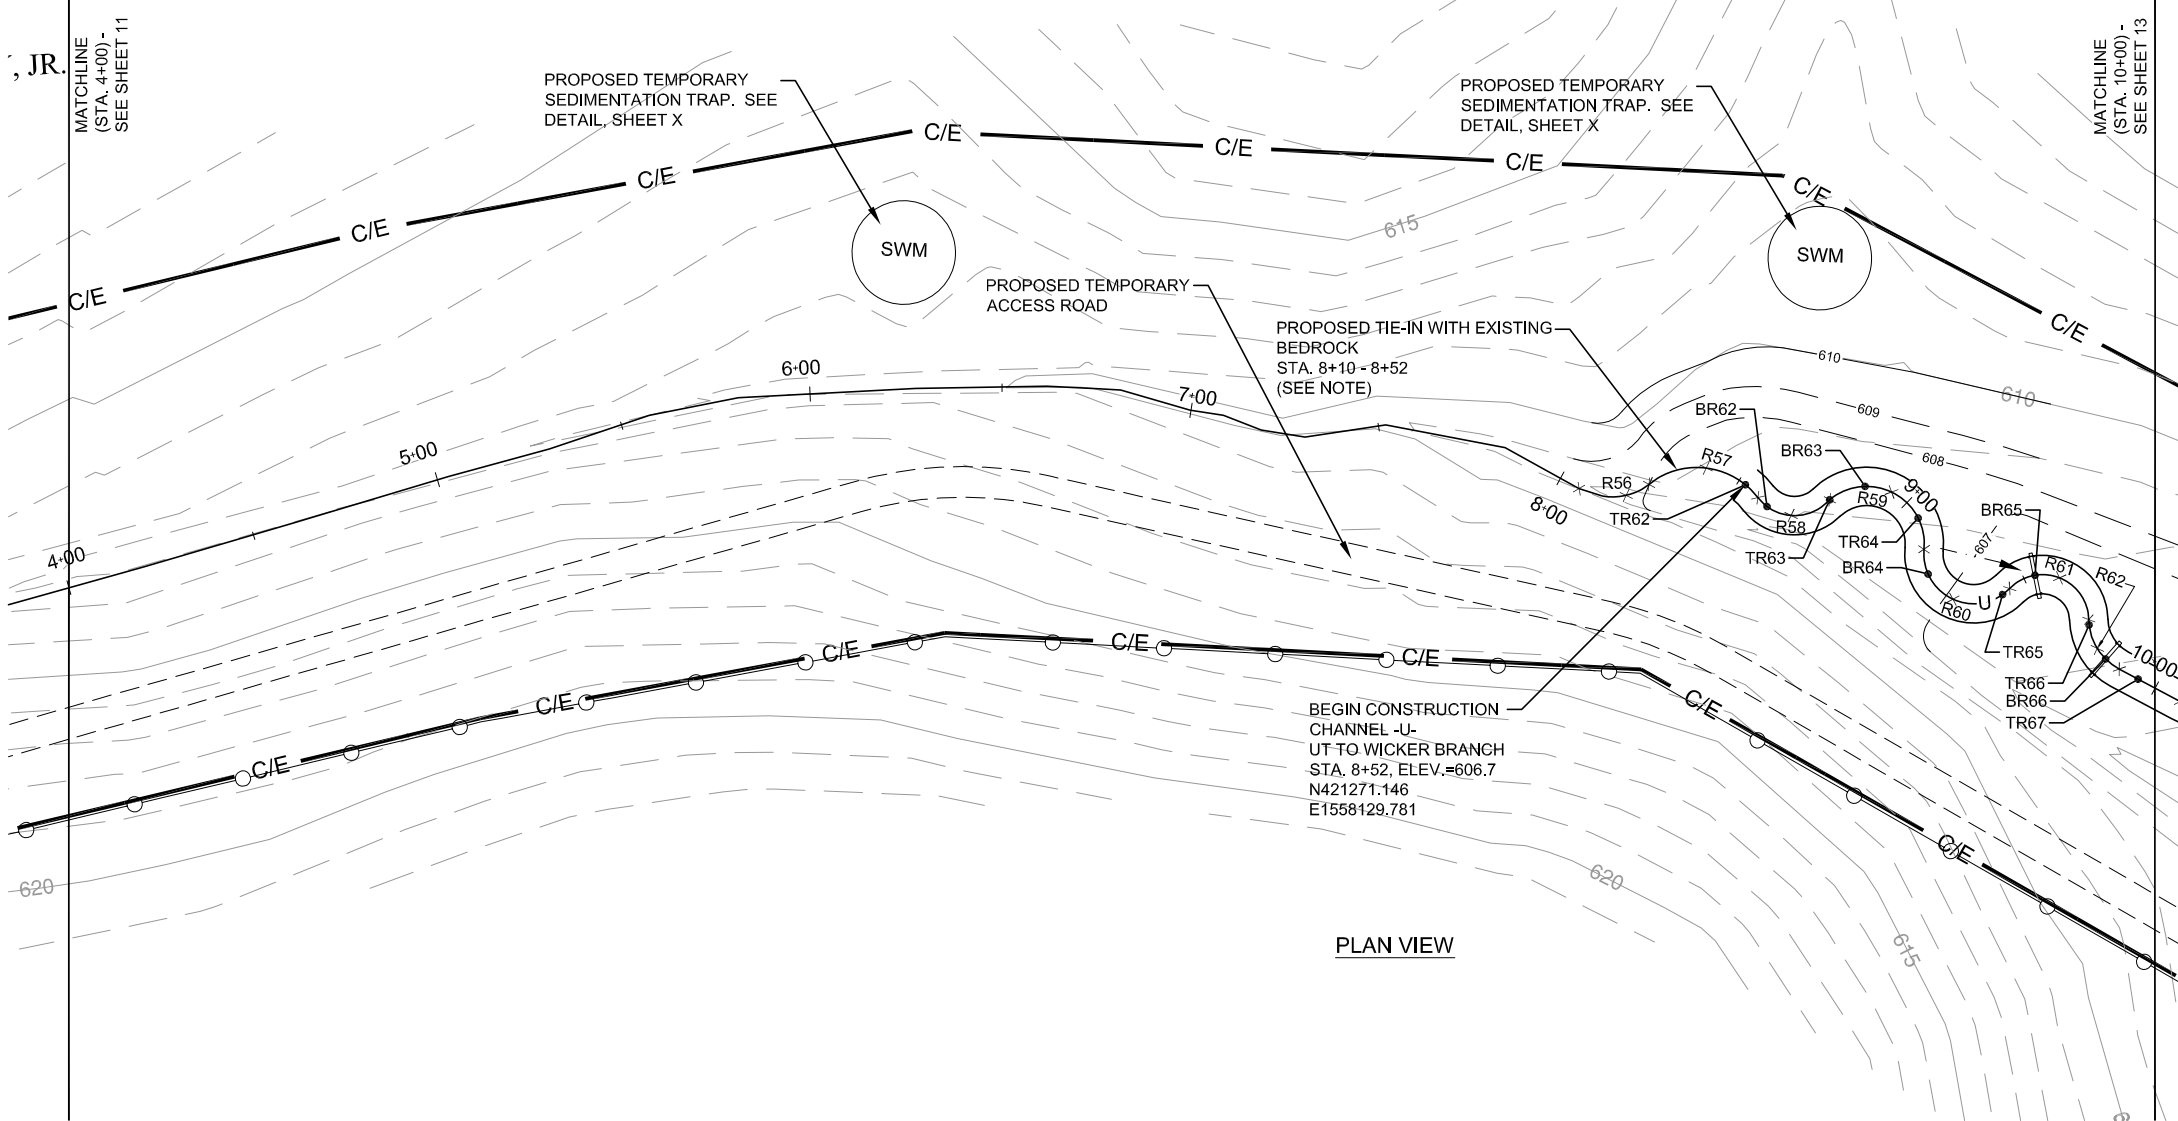 , JR.
MATCHLINE
(STA. 4+00) -
SEE SHEET 11
PROPOSED TEMPORARY
SEDIMENTATION TRAP. SEE
DETAIL, SHEET X
PROPOSED TEMPORARY
SEDIMENTATION TRAP. SEE
DETAIL, SHEET X
MATCHLINE
(STA. 10+00) -
SEE SHEET 13
C/E
C/E
C/E
C/E
C/E
C/E
C/E
C/E
SWM
SWM
615
PROPOSED TEMPORARY
ACCESS ROAD
PROPOSED TIE-IN WITH EXISTING
BEDROCK
STA. 8+10 - 8+52
(SEE NOTE)
610
610
609
608
-607-
4+00
5+00
6+00
7+00
8+00
9+00
10+00
R56
R57
R58
R59
R60
R61
R62
BR62
BR63
BR64
BR65
BR66
TR62
TR63
TR64
TR65
TR66
TR67
U
C/E
C/E
C/E
C/E
C/E
C/E
C/E
BEGIN CONSTRUCTION
CHANNEL -U-
UT TO WICKER BRANCH
STA. 8+52, ELEV.=606.7
N421271.146
E1558129.781
620
620
615
PLAN VIEW